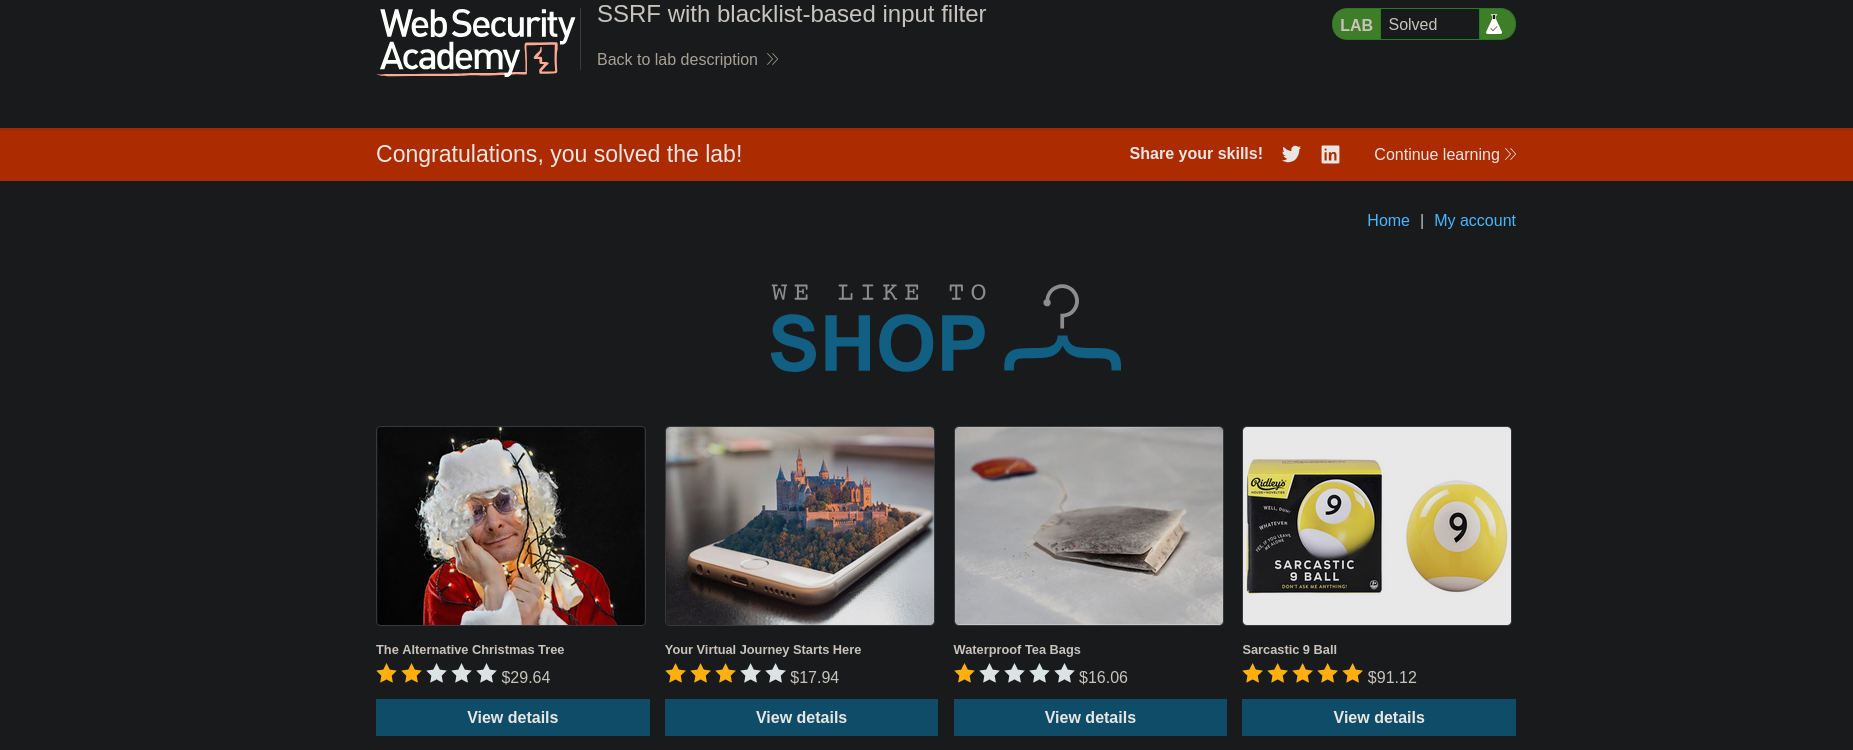 Web Security
Academy
SSRF with blacklist-based input filter
Back to lab description
LAB Solved
Congratulations, you solved the lab!
Share your skills!
Continue learning
Home | My account
WE LIKE TO
SHOP
Ridley's
HOUSE OF NOVELTIES
WELL, DUH!
WHATEVER
YES, IF YOU LEAVE
ME ALONE
9
SARCASTIC
9 BALL
DON'T ASK ME ANYTHING!
9
The Alternative Christmas Tree
$29.64
View details
Your Virtual Journey Starts Here
$17.94
View details
Waterproof Tea Bags
$16.06
View details
Sarcastic 9 Ball
$91.12
View details